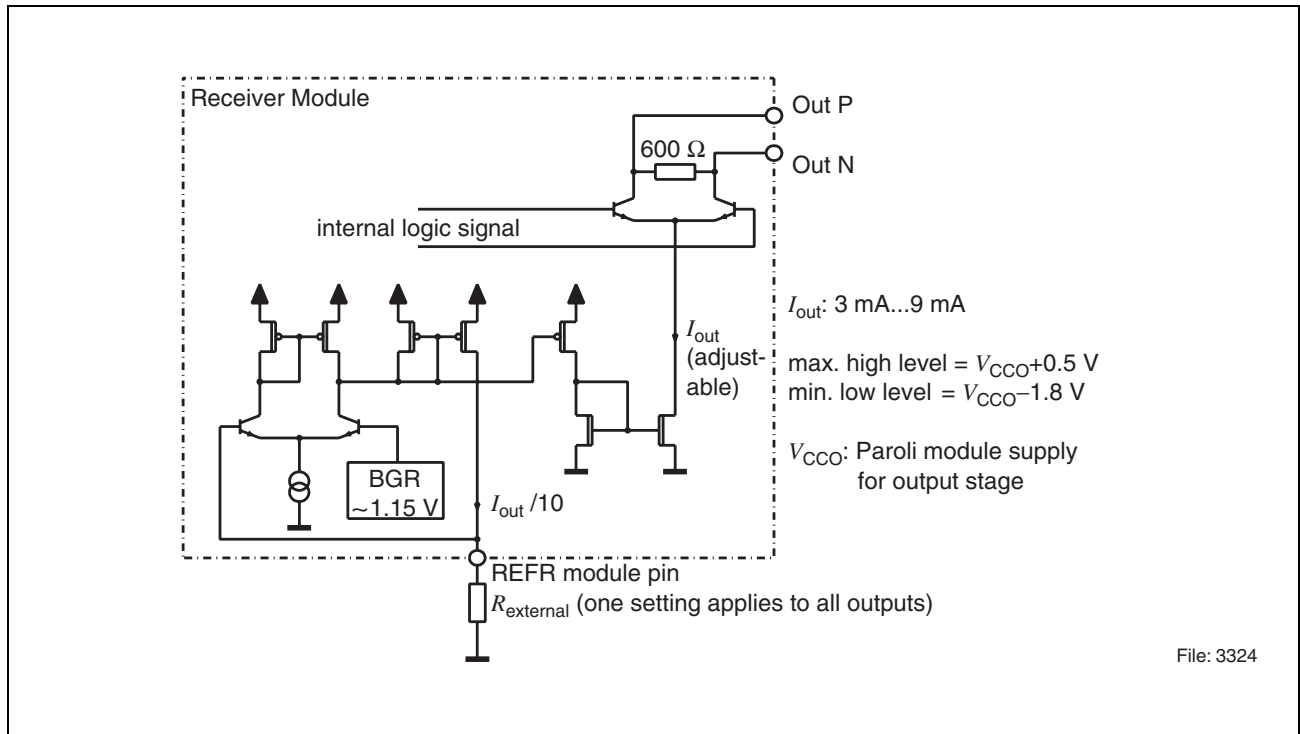 Receiver Module
Out P
600 Ω
Out N
internal logic signal
I_out: 3 mA...9 mA
I_out
(adjust-
able)
max. high level = V_CCO+0.5 V
min. low level = V_CCO−1.8 V
V_CCO: Paroli module supply
for output stage
BGR
~1.15 V
I_out /10
REFR module pin
R_external (one setting applies to all outputs)
File: 3324